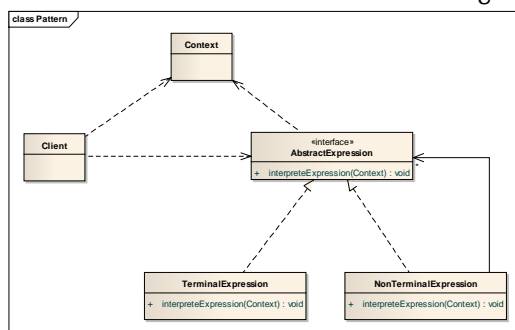 class Pattern
Context
Client
«interface»
AbstractExpression
+ interpreteExpression(Context) : void
*
TerminalExpression
+ interpreteExpression(Context) : void
NonTerminalExpression
+ interpreteExpression(Context) : void